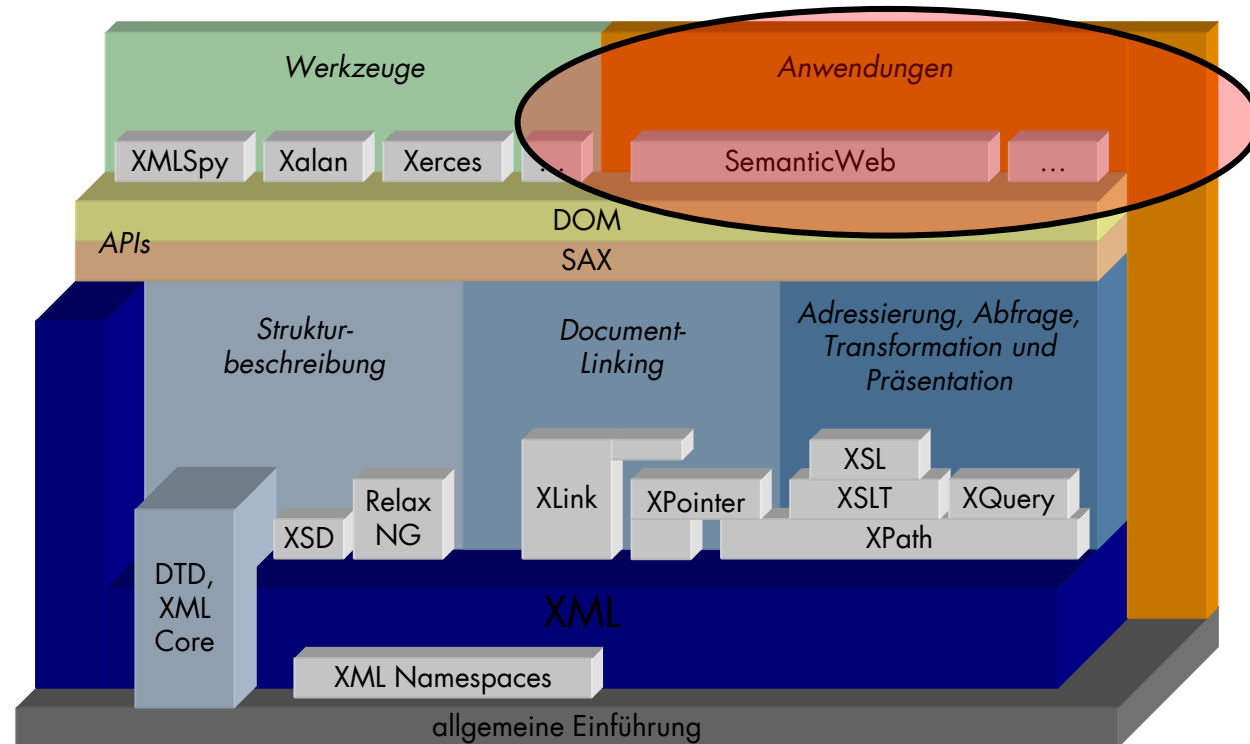 Werkzeuge
Anwendungen
XMLSpy
Xalan
Xerces
...
SemanticWeb
...
DOM
APIs
SAX
Struktur-
beschreibung
Document-
Linking
Adressierung, Abfrage,
Transformation und
Präsentation
XSL
XLink
XPointer
XSLT
XQuery
Relax
NG
XSD
XPath
DTD,
XML
Core
XML
XML Namespaces
allgemeine Einführung